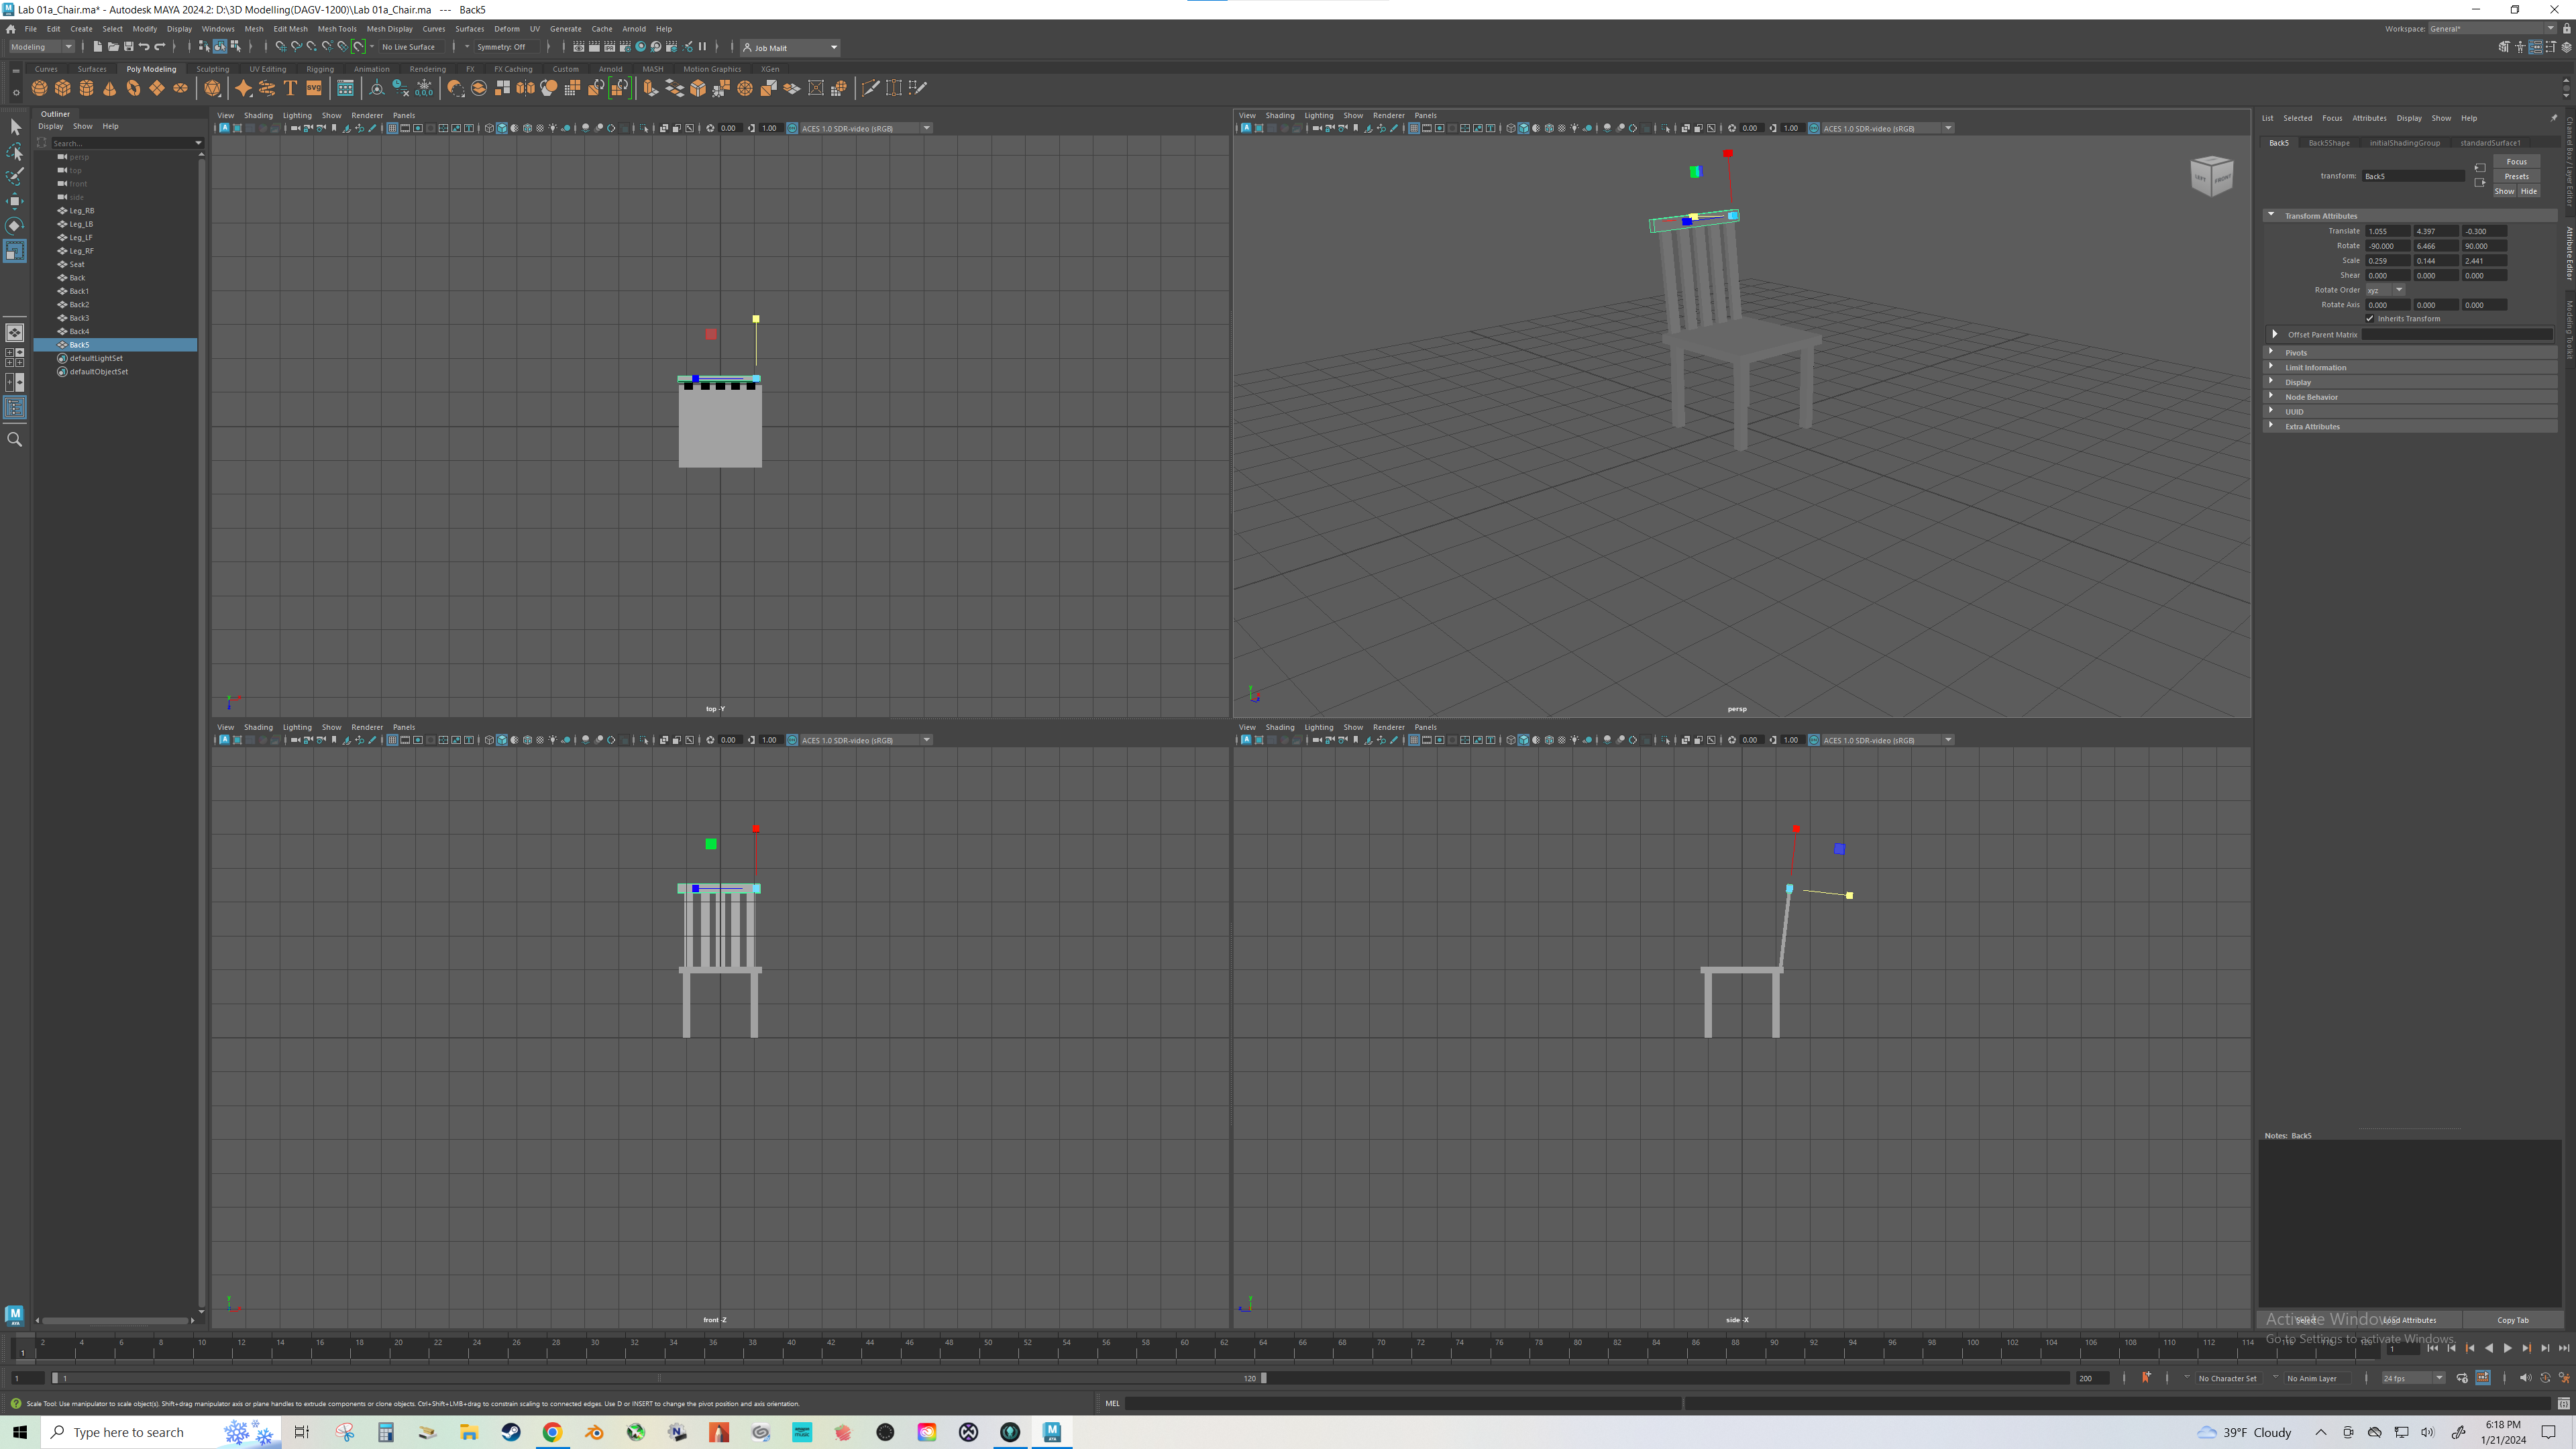 Lab 01a_Chair.ma* - Autodesk MAYA 2024.2: D:\3D Modelling(DAGV-1200)\Lab 01a_Chair.ma --- Back5
File Edit Create Select Modify Display Windows Mesh Edit Mesh Mesh Tools Mesh Display Curves Surfaces Deform UV Generate Cache Arnold Help
Workspace: General*
Modeling
No Live Surface
Symmetry: Off
Job Malit
Curves Surfaces Poly Modeling Sculpting UV Editing Rigging Animation Rendering FX FX Caching Custom Arnold MASH Motion Graphics XGen
Outliner
Display Show Help
Search...
persp
top
front
side
Leg_RB
Leg_LB
Leg_LF
Leg_RF
Seat
Back
Back1
Back2
Back3
Back4
Back5
defaultLightSet
defaultObjectSet
View Shading Lighting Show Renderer Panels
0.00 1.00 ACES 1.0 SDR-video (sRGB)
top -Y
View Shading Lighting Show Renderer Panels
0.00 1.00 ACES 1.0 SDR-video (sRGB)
LEFT FRONT
persp
View Shading Lighting Show Renderer Panels
0.00 1.00 ACES 1.0 SDR-video (sRGB)
front -Z
View Shading Lighting Show Renderer Panels
0.00 1.00 ACES 1.0 SDR-video (sRGB)
side -X
List Selected Focus Attributes Display Show Help
Back5 Back5Shape initialShadingGroup standardSurface1
transform: Back5
Focus
Presets
Show Hide
Transform Attributes
Translate 1.055 4.397 -0.300
Rotate -90.000 6.466 90.000
Scale 0.259 0.144 2.441
Shear 0.000 0.000 0.000
Rotate Order xyz
Rotate Axis 0.000 0.000 0.000
Inherits Transform
Offset Parent Matrix
Pivots
Limit Information
Display
Node Behavior
UUID
Extra Attributes
Channel Box / Layer Editor
Attribute Editor
Modeling Toolkit
Notes: Back5
Select Load Attributes Copy Tab
Activate Windows
Go to Settings to activate Windows.
2 4 6 8 10 12 14 16 18 20 22 24 26 28 30 32 34 36 38 40 42 44 46 48 50 52 54 56 58 60 62 64 66 68 70 72 74 76 78 80 82 84 86 88 90 92 94 96 98 100 102 104 106 108 110 112 114 116 118 120
1
1
1 1 120 200
No Character Set
No Anim Layer
24 fps
Scale Tool: Use manipulator to scale object(s). Shift+drag manipulator axis or plane handles to extrude components or clone objects. Ctrl+Shift+LMB+drag to constrain scaling to connected edges. Use D or INSERT to change the pivot position and axis orientation.
MEL
Type here to search
39°F Cloudy
6:18 PM
1/21/2024